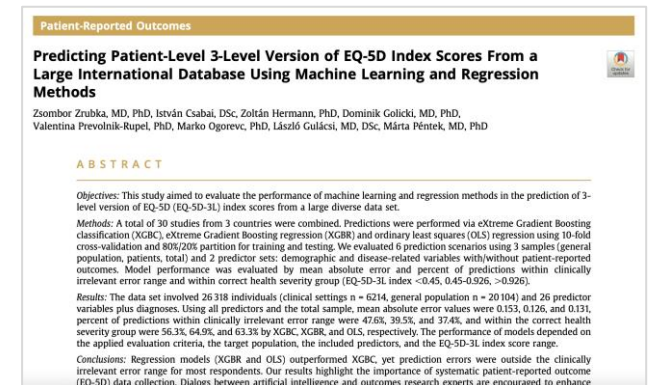 Patient-Reported Outcomes
Predicting Patient-Level 3-Level Version of EQ-5D Index Scores From a
Large International Database Using Machine Learning and Regression
Methods
Zsombor Zrubka, MD, PhD, István Csabai, DSc, Zoltán Hermann, PhD, Dominik Golicki, MD, PhD,
Valentina Prevolnik-Rupel, PhD, Marko Ogorevc, PhD, László Gulácsi, MD, DSc, Márta Péntek, MD, PhD
ABSTRACT
Objectives: This study aimed to evaluate the performance of machine learning and regression methods in the prediction of 3-
level version of EQ-5D (EQ-5D-3L) index scores from a large diverse data set.
Methods: A total of 30 studies from 3 countries were combined. Predictions were performed via eXtreme Gradient Boosting
classification (XGBC), eXtreme Gradient Boosting regression (XGBR) and ordinary least squares (OLS) regression using 10-fold
cross-validation and 80%/20% partition for training and testing. We evaluated 6 prediction scenarios using 3 samples (general
population, patients, total) and 2 predictor sets: demographic and disease-related variables with/without patient-reported
outcomes. Model performance was evaluated by mean absolute error and percent of predictions within clinically
irrelevant error range and within correct health severity group (EQ-5D-3L index <0.45, 0.45-0.926, >0.926).
Results: The data set involved 26 318 individuals (clinical settings n = 6214, general population n = 20 104) and 26 predictor
variables plus diagnoses. Using all predictors and the total sample, mean absolute error values were 0.153, 0.126, and 0.131,
percent of predictions within clinically irrelevant error range were 47.6%, 39.5%, and 37.4%, and within the correct health
severity group were 56.3%, 64.9%, and 63.3% by XGBC, XGBR, and OLS, respectively. The performance of models depended on
the applied evaluation criteria, the target population, the included predictors, and the EQ-5D-3L index score range.
Conclusions: Regression models (XGBR and OLS) outperformed XGBC, yet prediction errors were outside the clinically
irrelevant error range for most respondents. Our results highlight the importance of systematic patient-reported outcome
(EQ-5D) data collection. Dialogs between artificial intelligence and outcomes research experts are encouraged to enhance